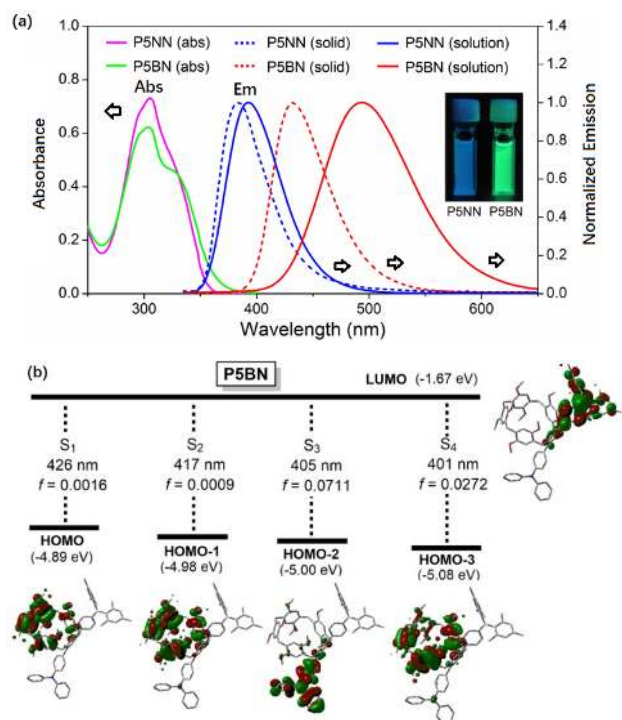 (a)
P5NN (abs) P5NN (solid) P5NN (solution)
P5BN (abs) P5BN (solid) P5BN (solution)
Abs Em
1.0
0.8
0.6
0.4
0.2
0.0
Absorbance
1.4
1.2
1.0
0.8
0.6
0.4
0.2
0.0
Normalized Emission
P5NN P5BN
300 400 500 600
Wavelength (nm)
(b)
P5BN
LUMO (-1.67 eV)
S₁ S₂ S₃ S₄
426 nm 417 nm 405 nm 401 nm
f = 0.0016 f = 0.0009 f = 0.0711 f = 0.0272
HOMO HOMO-1 HOMO-2 HOMO-3
(-4.89 eV) (-4.98 eV) (-5.00 eV) (-5.08 eV)